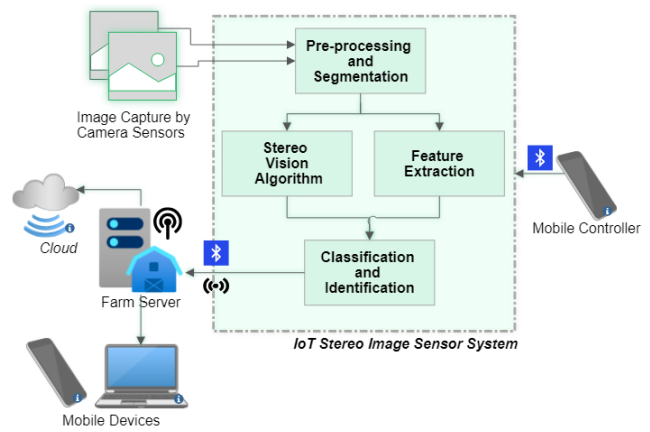 Pre-processing
and
Segmentation
Image Capture by
Camera Sensors
Stereo
Vision
Algorithm
Feature
Extraction
Mobile Controller
Cloud
Classification
and
Identification
Farm Server
IoT Stereo Image Sensor System
Mobile Devices